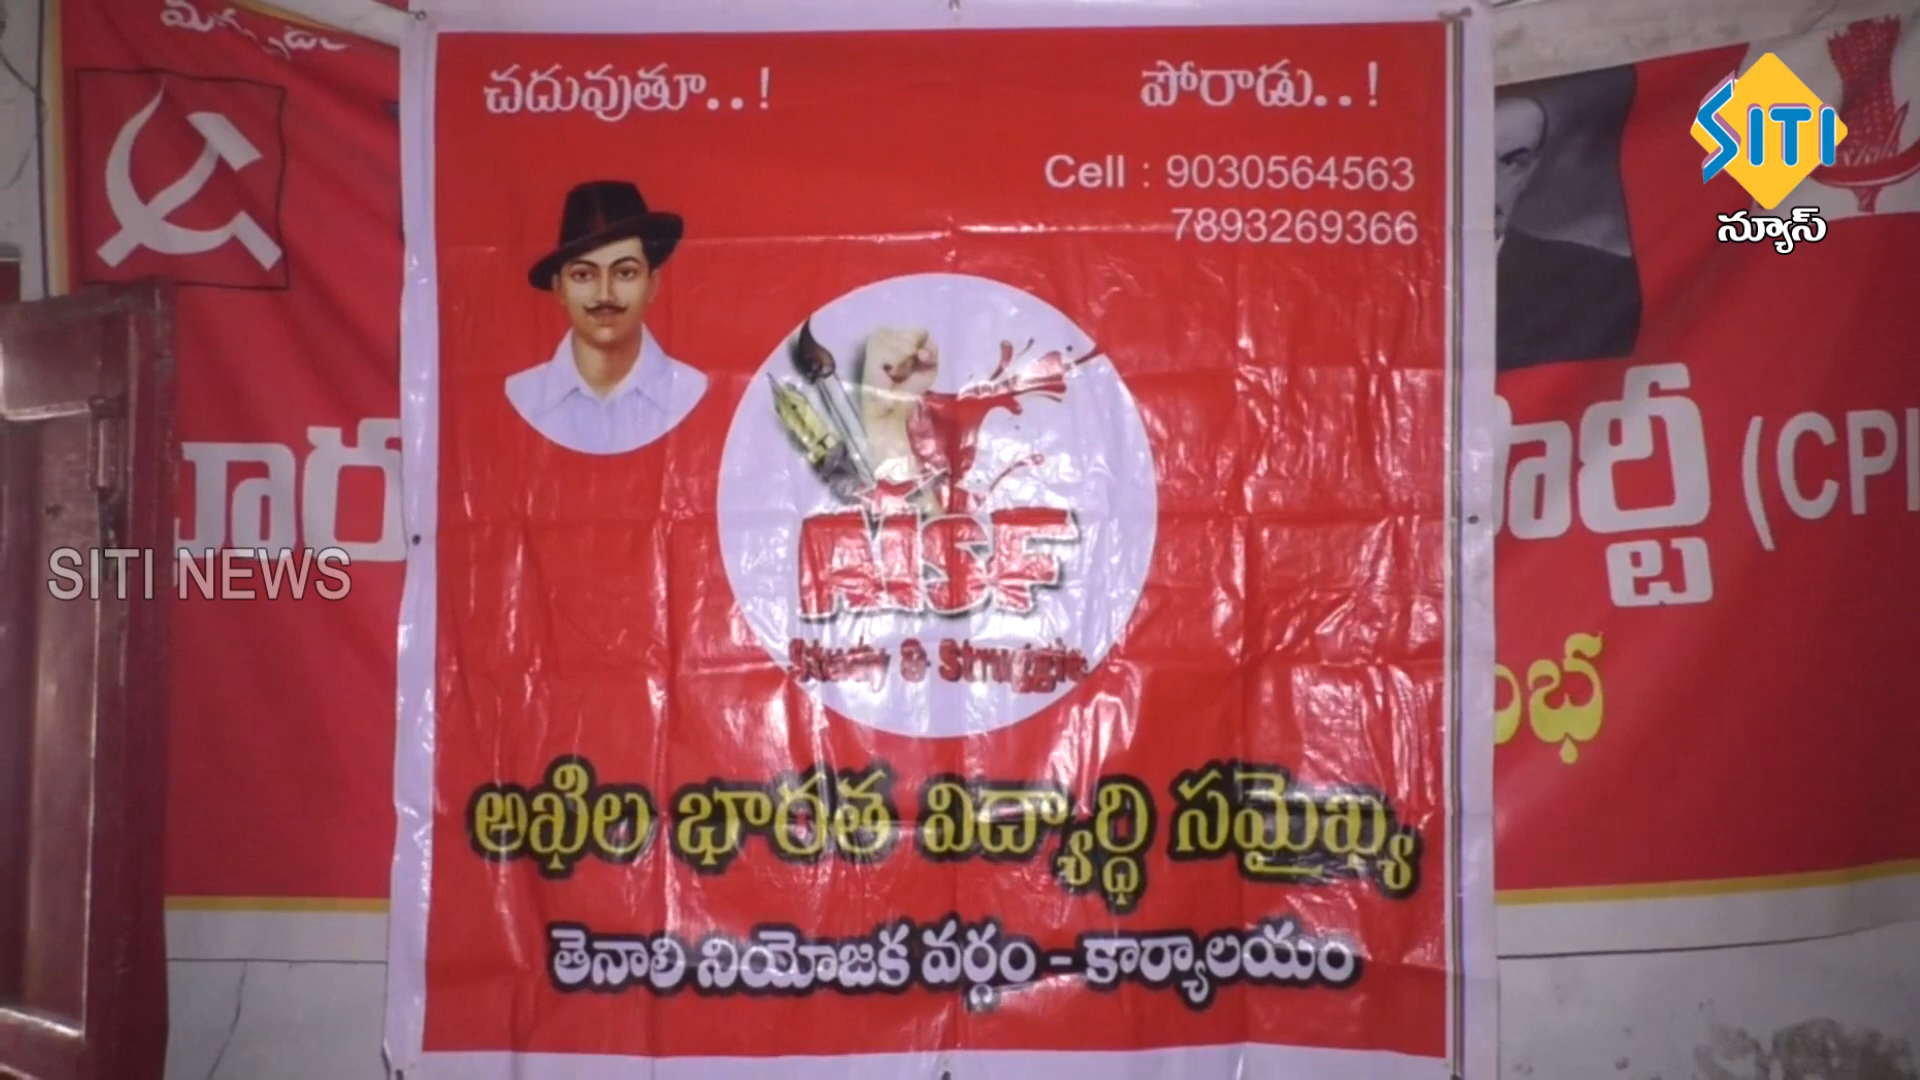 చదువుతూ..!
పోరాడు..!
Cell : 9030564563
7893269366
SITI
న్యూస్
AISF
Study & Struggle
పార్టీ (CPI
SITI NEWS
అఖిల భారత విద్యార్థి సమైఖ్య
తెనాలి నియోజక వర్గం - కార్యాలయం